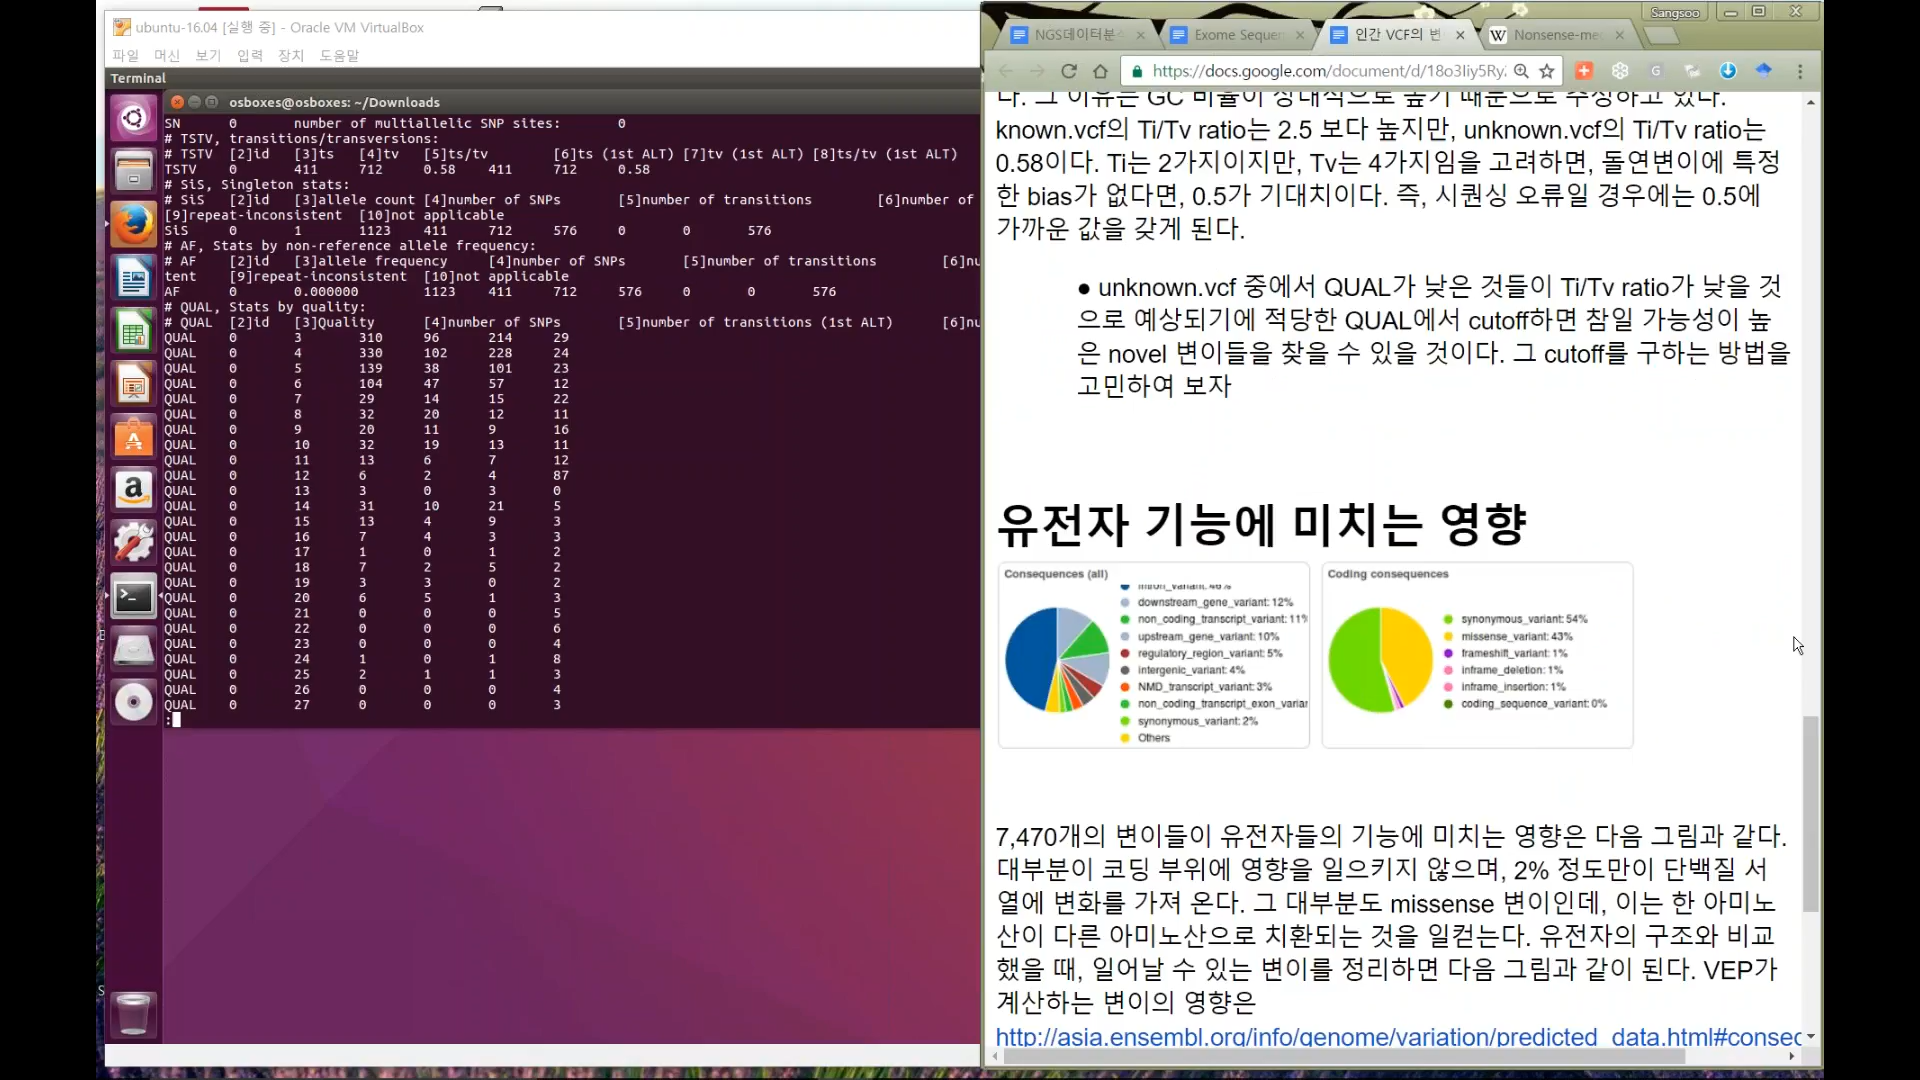 ubuntu-16.04 [실행 중] - Oracle VM VirtualBox
파일 머신 보기 입력 장치 도움말
Terminal
osboxes@osboxes: ~/Downloads
SN 0 number of multiallelic SNP sites: 0
# TSTV, transitions/transversions:
# TSTV [2]id [3]ts [4]tv [5]ts/tv [6]ts (1st ALT) [7]tv (1st ALT) [8]ts/tv (1st ALT)
TSTV 0 411 712 0.58 411 712 0.58
# SiS, Singleton stats:
# SiS [2]id [3]allele count [4]number of SNPs [5]number of transitions [6]number of
[9]repeat-inconsistent [10]not applicable
SiS 0 1 1123 411 712 576 0 0 576
# AF, Stats by non-reference allele frequency:
# AF [2]id [3]allele frequency [4]number of SNPs [5]number of transitions [6]nu
tent [9]repeat-inconsistent [10]not applicable
AF 0 0.000000 1123 411 712 576 0 0 576
# QUAL, Stats by quality:
# QUAL [2]id [3]Quality [4]number of SNPs [5]number of transitions (1st ALT) [6]nu
QUAL 0 3 310 96 214 29
QUAL 0 4 330 102 228 24
QUAL 0 5 139 38 101 23
QUAL 0 6 104 47 57 12
QUAL 0 7 29 14 15 22
QUAL 0 8 32 20 12 11
QUAL 0 9 20 11 9 16
QUAL 0 10 32 19 13 11
QUAL 0 11 13 6 7 12
QUAL 0 12 6 2 4 87
QUAL 0 13 3 0 3 0
QUAL 0 14 31 10 21 5
QUAL 0 15 13 4 9 3
QUAL 0 16 7 4 3 3
QUAL 0 17 1 0 1 2
QUAL 0 18 7 2 5 2
QUAL 0 19 3 3 0 2
QUAL 0 20 6 5 1 3
QUAL 0 21 0 0 0 5
QUAL 0 22 0 0 0 6
QUAL 0 23 0 0 0 4
QUAL 0 24 1 0 1 8
QUAL 0 25 2 1 1 3
QUAL 0 26 0 0 0 4
QUAL 0 27 0 0 0 3
:
Sangsoo
NGS데이터분 Exome Sequen 인간 VCF의 변 Nonsense-me
https://docs.google.com/document/d/18o3Iiy5Ry
다. 그 이유는 GC 비율이 상대적으로 높기 때문으로 추정하고 있다.
known.vcf의 Ti/Tv ratio는 2.5 보다 높지만, unknown.vcf의 Ti/Tv ratio는
0.58이다. Ti는 2가지이지만, Tv는 4가지임을 고려하면, 돌연변이에 특정
한 bias가 없다면, 0.5가 기대치이다. 즉, 시퀀싱 오류일 경우에는 0.5에
가까운 값을 갖게 된다.
● unknown.vcf 중에서 QUAL가 낮은 것들이 Ti/Tv ratio가 낮을 것
으로 예상되기에 적당한 QUAL에서 cutoff하면 참일 가능성이 높
은 novel 변이들을 찾을 수 있을 것이다. 그 cutoff를 구하는 방법을
고민하여 보자
유전자 기능에 미치는 영향
Consequences (all)
intron_variant: 46%
downstream_gene_variant: 12%
non_coding_transcript_variant: 11%
upstream_gene_variant: 10%
regulatory_region_variant: 5%
intergenic_variant: 4%
NMD_transcript_variant: 3%
non_coding_transcript_exon_variar
synonymous_variant: 2%
Others
Coding consequences
synonymous_variant: 54%
missense_variant: 43%
frameshift_variant: 1%
inframe_deletion: 1%
inframe_insertion: 1%
coding_sequence_variant: 0%
7,470개의 변이들이 유전자들의 기능에 미치는 영향은 다음 그림과 같다.
대부분이 코딩 부위에 영향을 일으키지 않으며, 2% 정도만이 단백질 서
열에 변화를 가져 온다. 그 대부분도 missense 변이인데, 이는 한 아미노
산이 다른 아미노산으로 치환되는 것을 일컫는다. 유전자의 구조와 비교
했을 때, 일어날 수 있는 변이를 정리하면 다음 그림과 같이 된다. VEP가
계산하는 변이의 영향은
http://asia.ensembl.org/info/genome/variation/predicted_data.html#consec